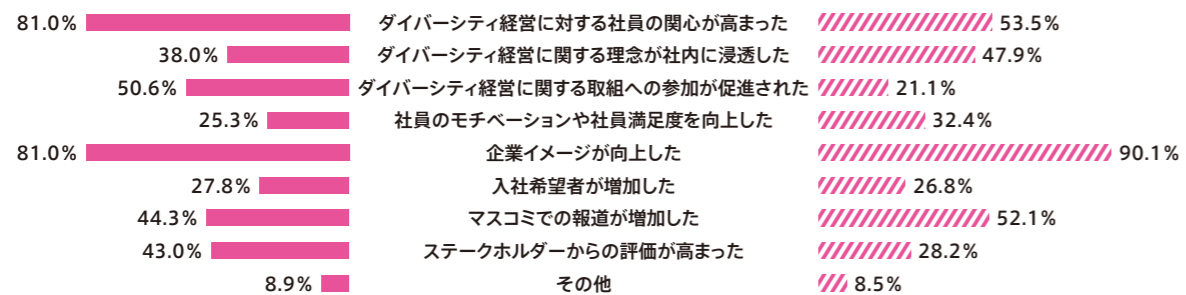 81.0% ダイバーシティ経営に対する社員の関心が高まった 53.5%
38.0% ダイバーシティ経営に関する理念が社内に浸透した 47.9%
50.6% ダイバーシティ経営に関する取組への参加が促進された 21.1%
25.3% 社員のモチベーションや社員満足度を向上した 32.4%
81.0% 企業イメージが向上した 90.1%
27.8% 入社希望者が増加した 26.8%
44.3% マスコミでの報道が増加した 52.1%
43.0% ステークホルダーからの評価が高まった 28.2%
8.9% その他 8.5%